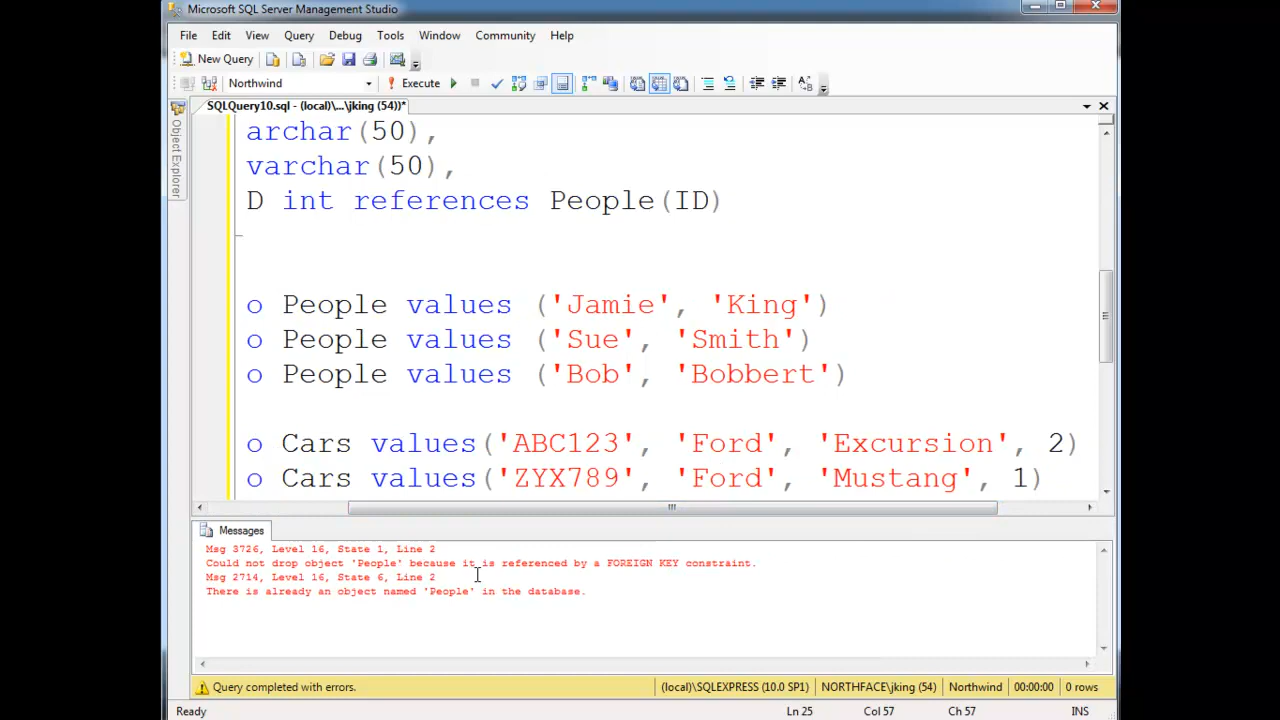 Microsoft SQL Server Management Studio
File Edit View Query Debug Tools Window Community Help
New Query
Northwind Execute
SQLQuery10.sql - (local)\...\jking (54))*
Object Explorer
archar(50),
varchar(50),
D int references People(ID)
o People values ('Jamie', 'King')
o People values ('Sue', 'Smith')
o People values ('Bob', 'Bobbert')
o Cars values('ABC123', 'Ford', 'Excursion', 2)
o Cars values('ZYX789', 'Ford', 'Mustang', 1)
Messages
Msg 3726, Level 16, State 1, Line 2
Could not drop object 'People' because it is referenced by a FOREIGN KEY constraint.
Msg 2714, Level 16, State 6, Line 2
There is already an object named 'People' in the database.
Query completed with errors. (local)\SQLEXPRESS (10.0 SP1) NORTHFACE\jking (54) Northwind 00:00:00 0 rows
Ready Ln 25 Col 57 Ch 57 INS